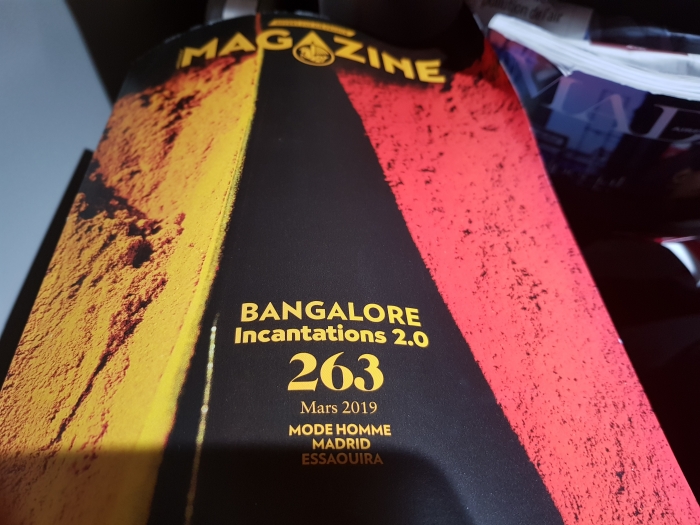 MAGAZINE
BANGALORE
Incantations 2.0
263
Mars 2019
MODE HOMME
MADRID
ESSAOUIRA